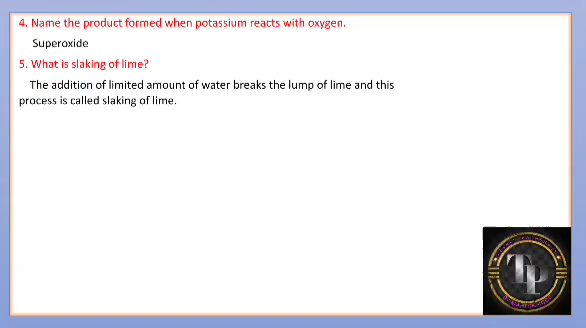 4. Name the product formed when potassium reacts with oxygen.
Superoxide
5. What is slaking of lime?
The addition of limited amount of water breaks the lump of lime and this
process is called slaking of lime.
TP